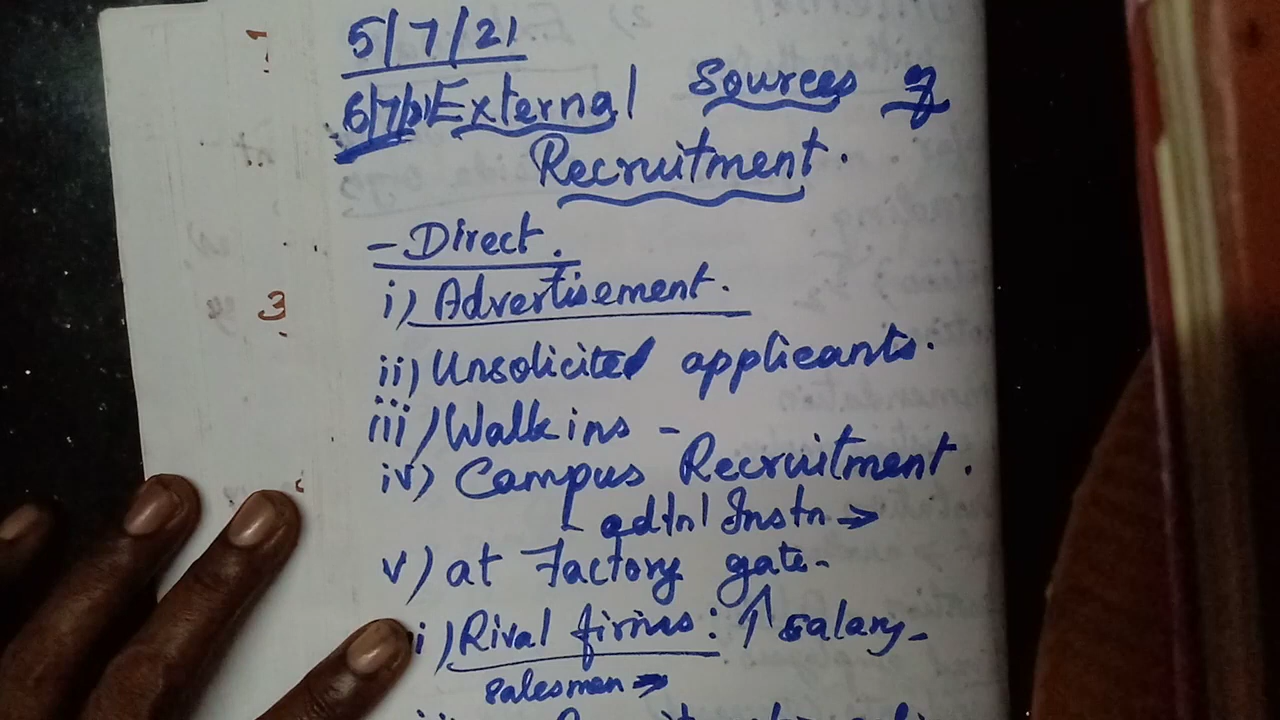 5/7/21
6/7/21 External Sources of
Recruitment.
- Direct.
i) Advertisement.
3
ii) Unsolicited applicants.
iii) Walk ins -
iv) Campus Recruitment.
- edtnl Instn →
v) at Factory gate-
i) Rival firms: ↑ salary-
salesmen →